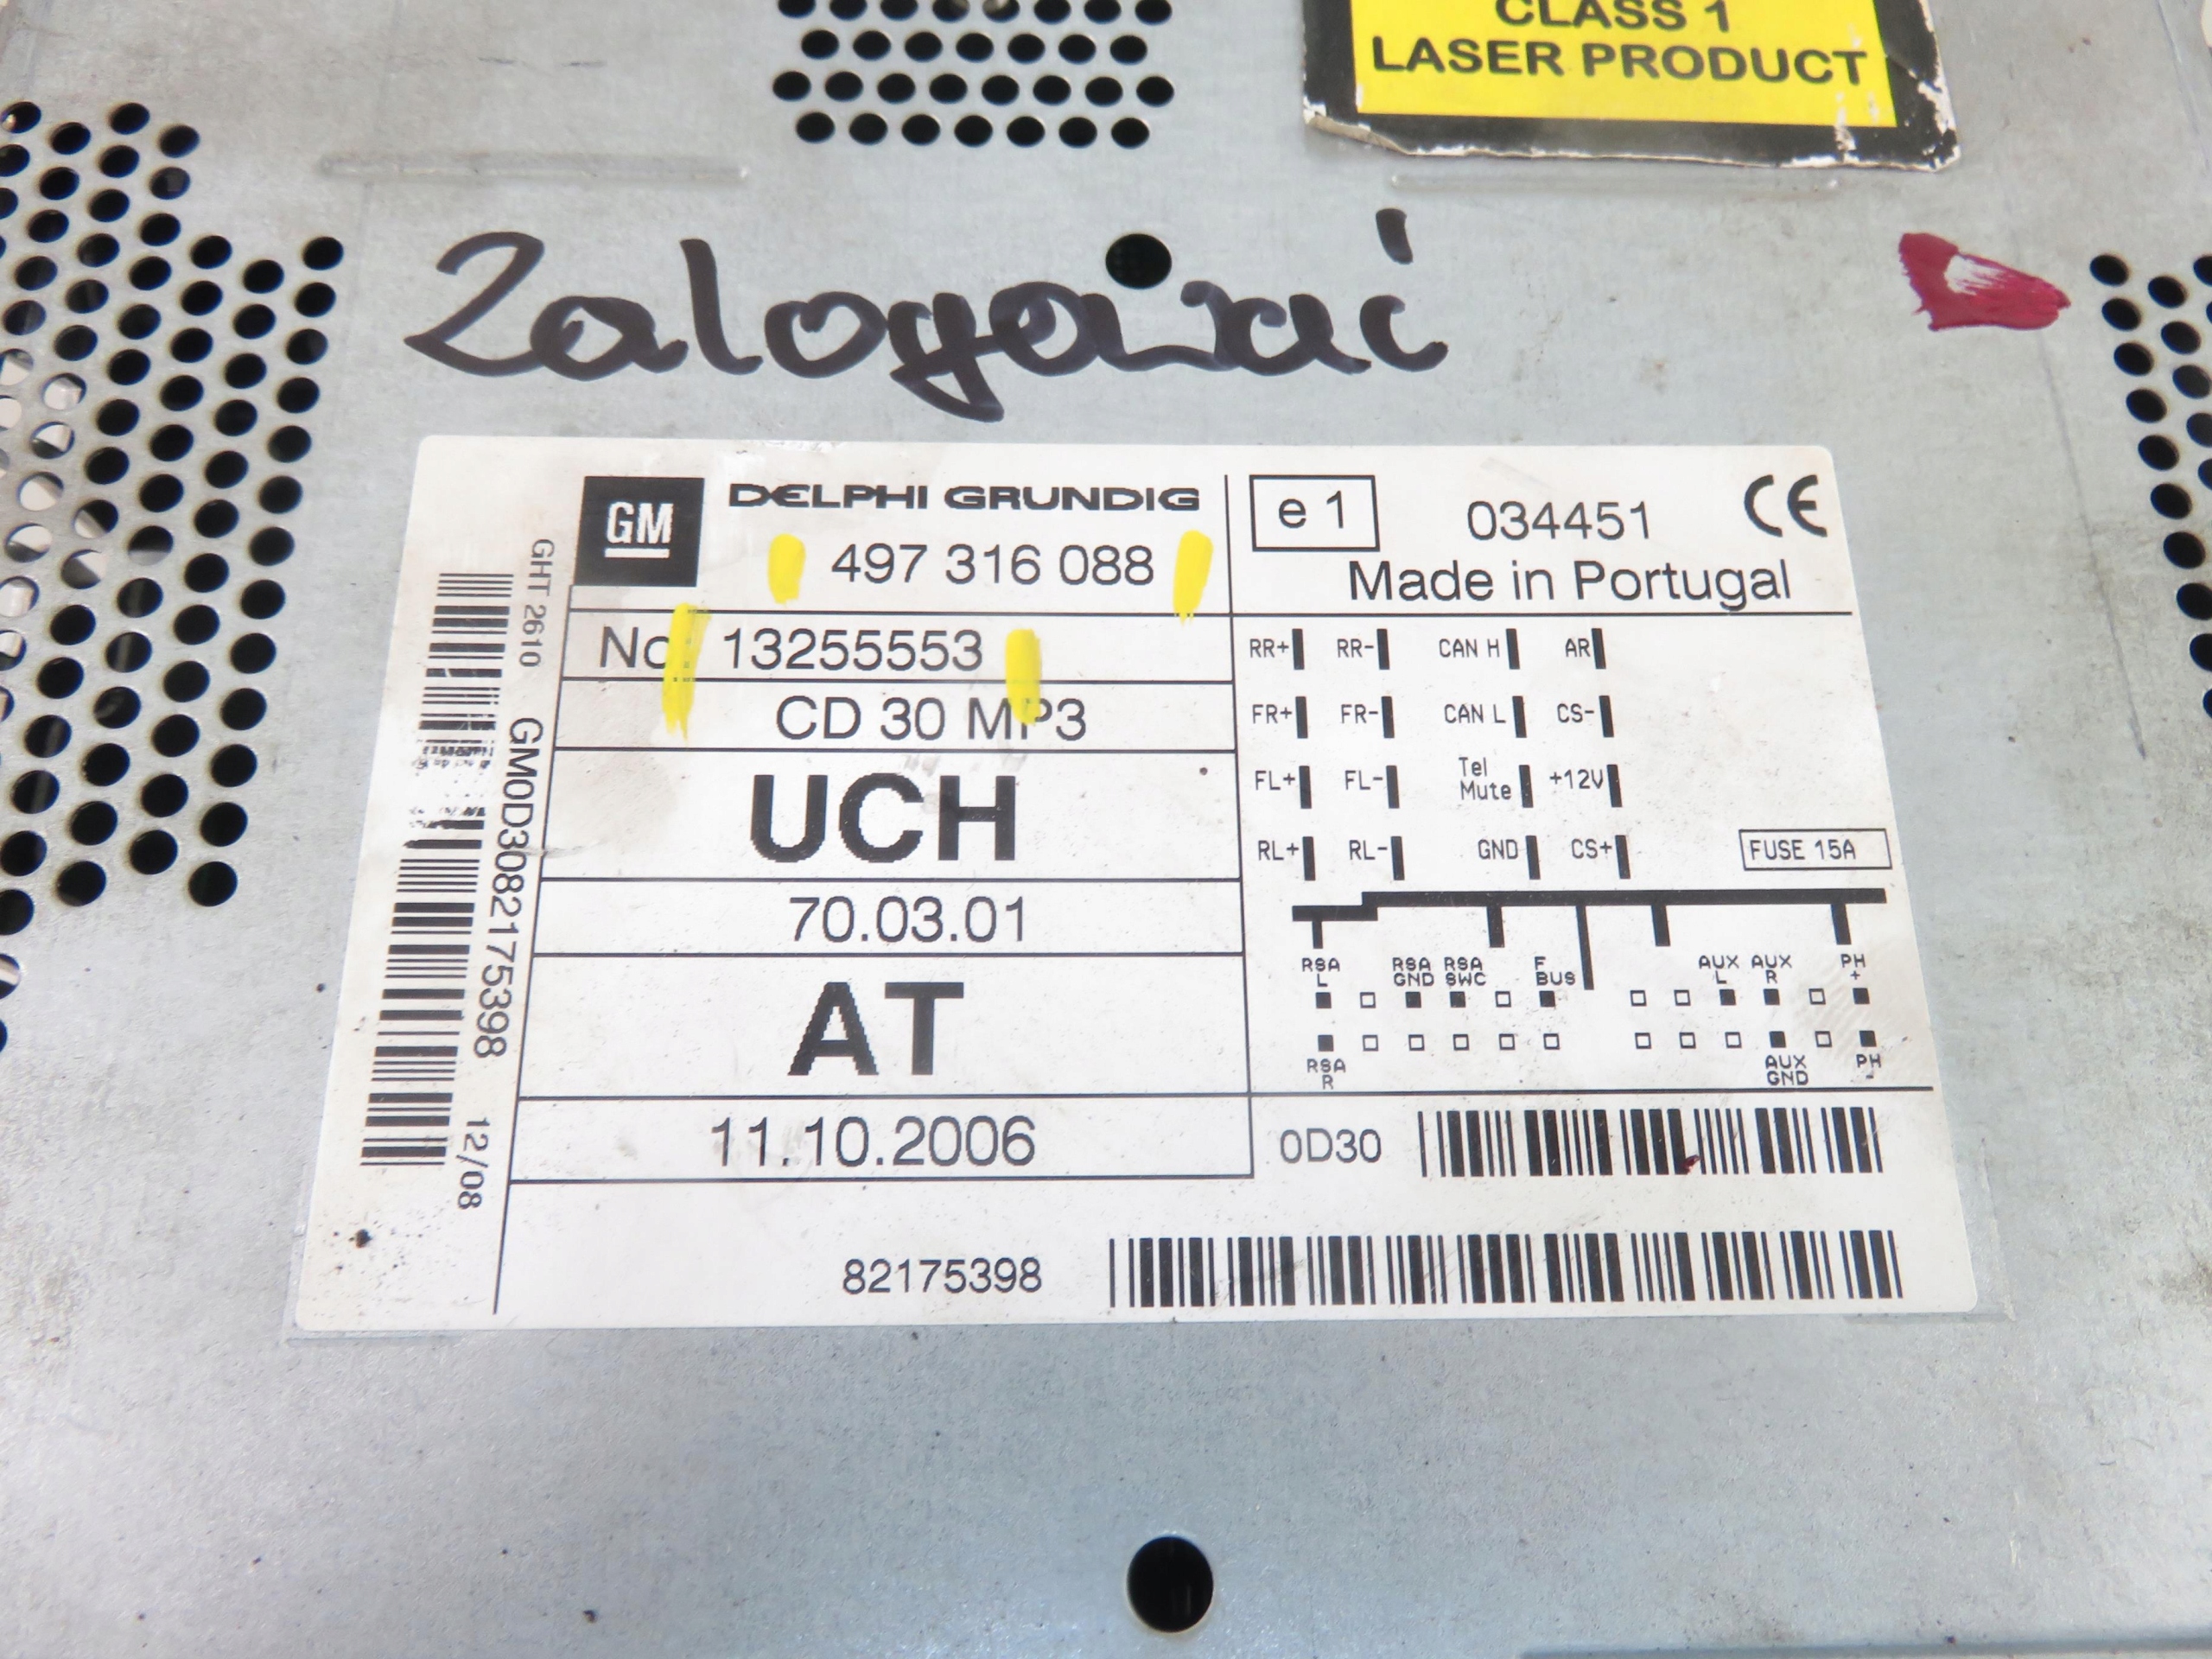 CLASS 1
LASER PRODUCT
GM
DELPHI GRUNDIG
497 316 088
No 13255553
CD 30 MP3
UCH
70.03.01
AT
11.10.2006
82175398
e 1
034451
CE
Made in Portugal
RR+ RR- CAN H AR
FR+ FR- CAN L CS-
FL+ FL- Tel Mute +12V
RL+ RL- GND CS+
FUSE 15A
RSA L RSA GND RSA SWC F BUS AUX L AUX R PH +
RSA R AUX GND PH -
0D30
GHT 2610
GM0D3082175398
12/08